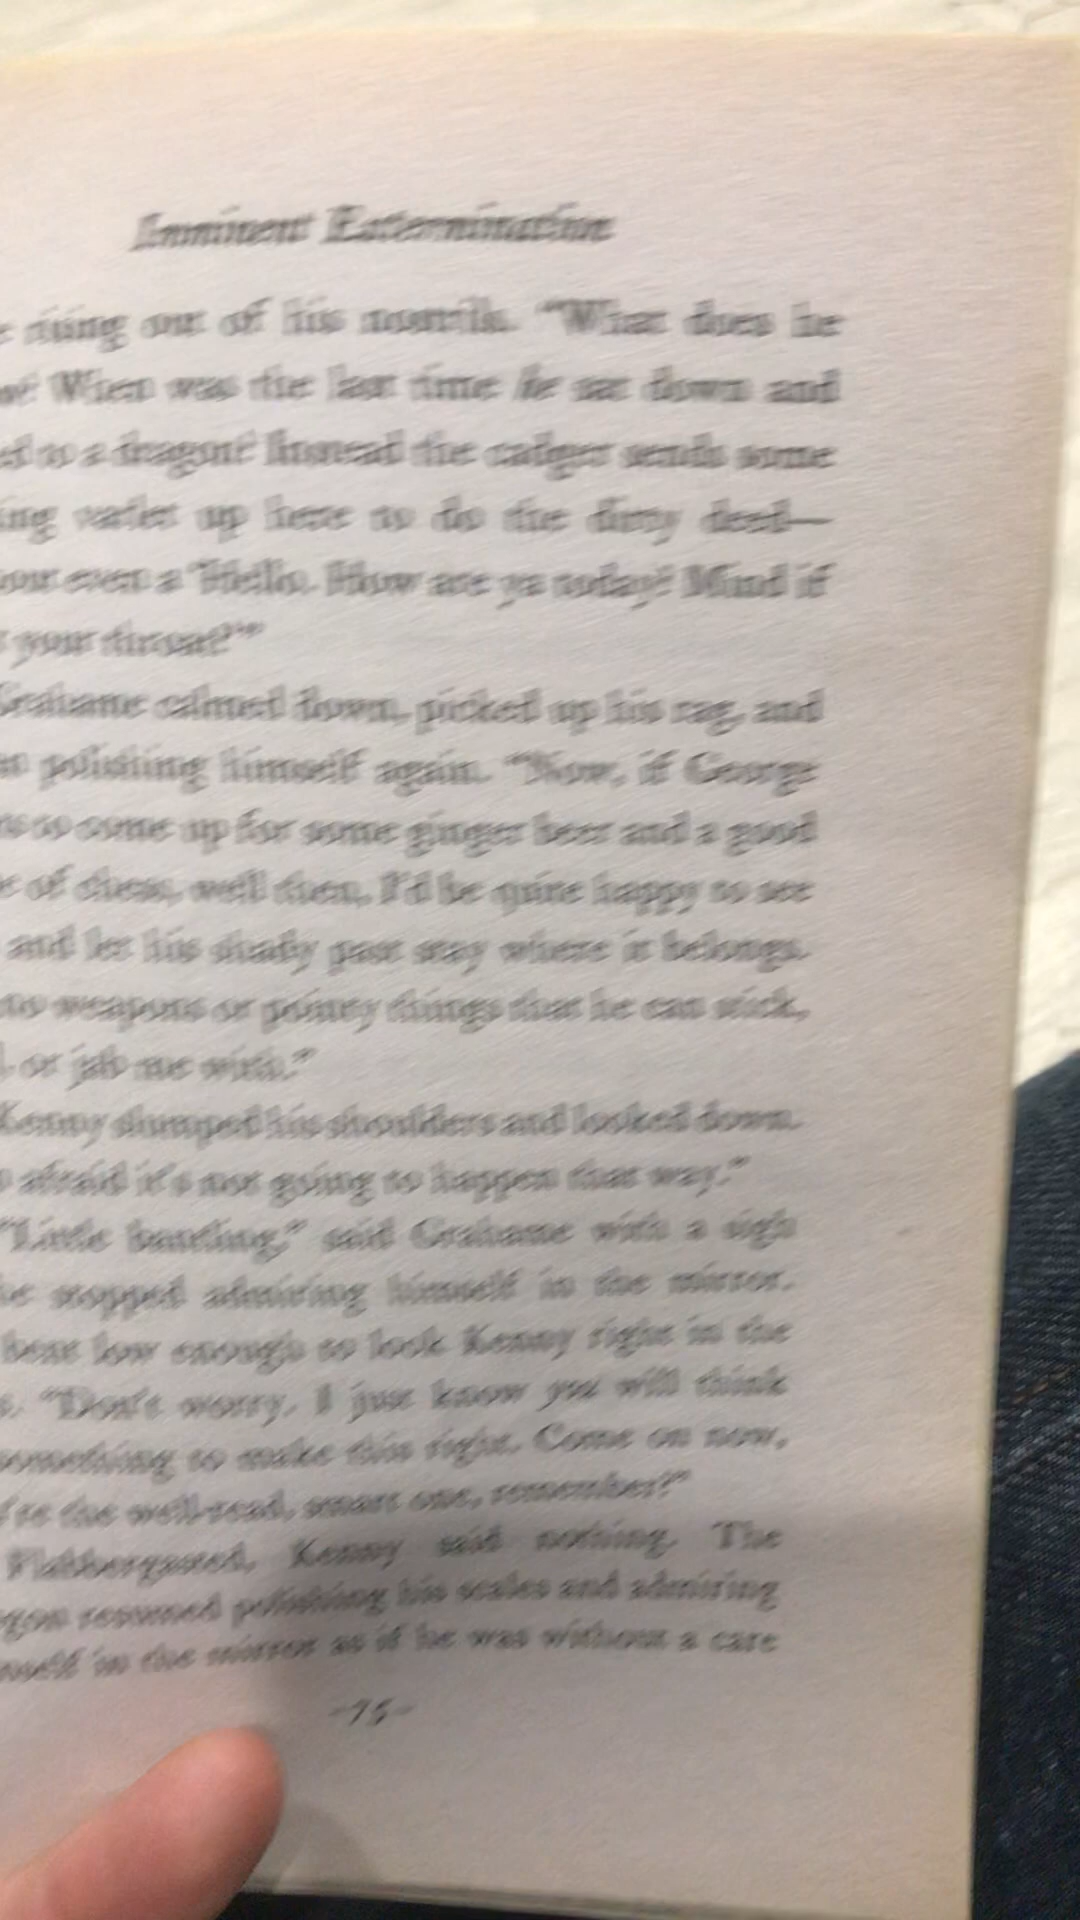 Imminent Extermination
rising out of his nostrils. "What does he
When was the last time he sat down and
to a dragon? Instead the cadger sends some
varlet up here to do the dirty deed—
even a 'Hello. How are ya today? Mind if
your throat?'"
Grahame calmed down, picked up his rag, and
polishing himself again. "Now, if George
to come up for some ginger beer and a good
of chess, well then, I'd be quite happy to see
and let his shady past stay where it belongs.
no weapons or pointy things that he can stick,
or jab me with."
Kenny slumped his shoulders and looked down.
afraid it's not going to happen that way."
"Little bantling," said Grahame with a sigh
he stopped admiring himself in the mirror.
bent low enough to look Kenny right in the
"Don't worry. I just know you will think
something to make this right. Come on now,
the well-read, smart one, remember?"
Flabbergasted, Kenny said nothing. The
resumed polishing his scales and admiring
in the mirror as if he was without a care
-75-